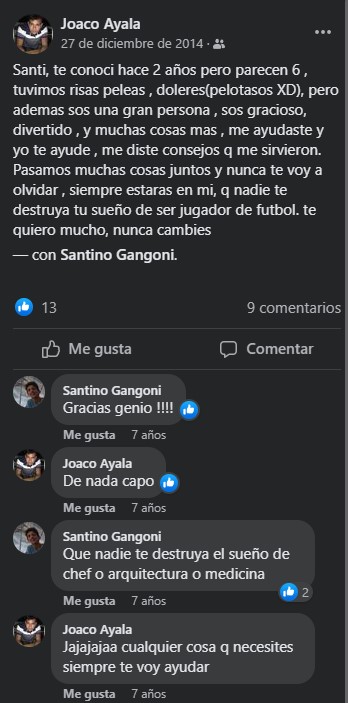 Joaco Ayala
27 de diciembre de 2014 ·
Santi, te conoci hace 2 años pero parecen 6 ,
tuvimos risas peleas , doleres(pelotasos XD), pero
ademas sos una gran persona , sos gracioso,
divertido , y muchas cosas mas , me ayudaste y
yo te ayude , me diste consejos q me sirvieron.
Pasamos muchas cosas juntos y nunca te voy a
olvidar , siempre estaras en mi, q nadie te
destruya tu sueño de ser jugador de futbol. te
quiero mucho, nunca cambies
— con Santino Gangoni.
13 9 comentarios
Me gusta Comentar
Santino Gangoni
Gracias genio !!!!
Me gusta 7 años
Joaco Ayala
De nada capo
Me gusta 7 años
Santino Gangoni
Que nadie te destruya el sueño de
chef o arquitectura o medicina
2
Me gusta 7 años
Joaco Ayala
Jajajajaa cualquier cosa q necesites
siempre te voy ayudar
Me gusta 7 años